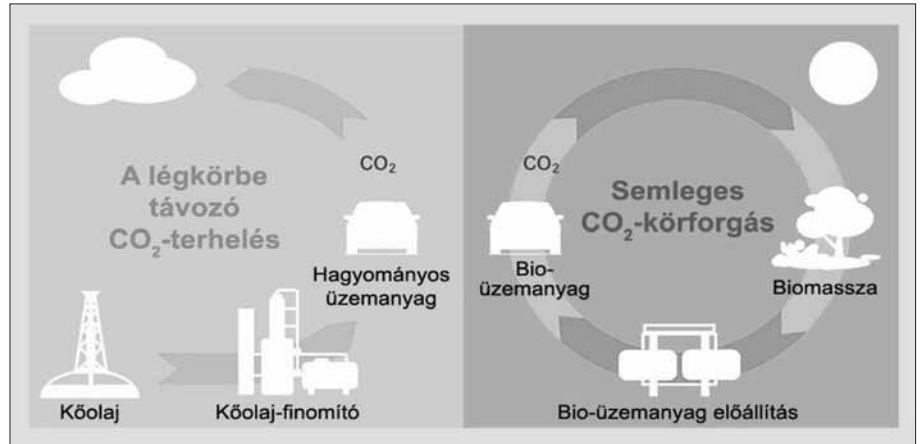 CO₂
A légkörbe
távozó
CO₂-terhelés
Hagyományos
üzemanyag
Kőolaj
Kőolaj-finomító
CO₂
Semleges
CO₂-körforgás
Bio-
üzemanyag
Biomassza
Bio-üzemanyag előállítás